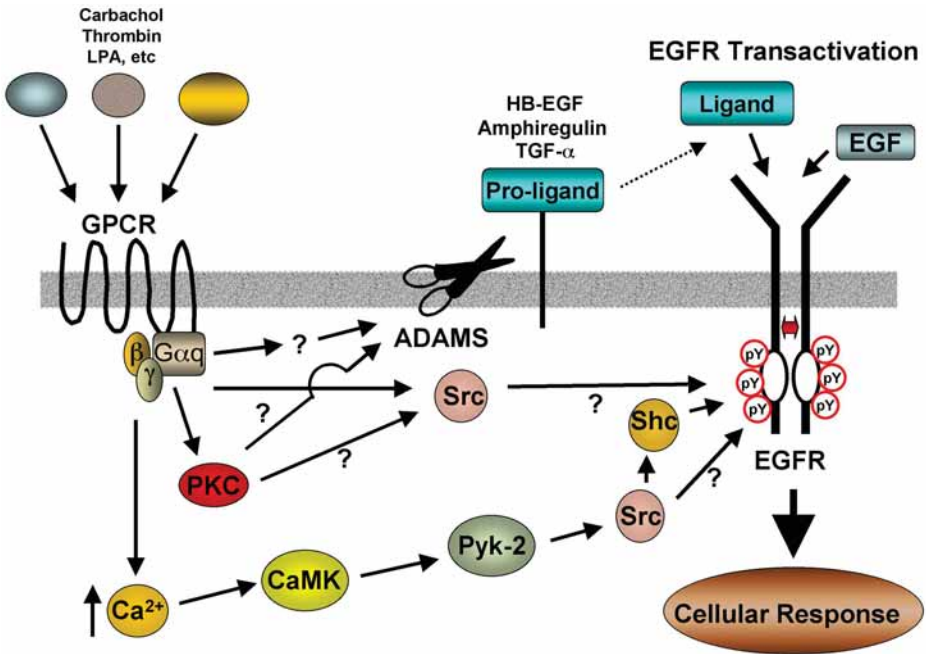 Carbachol
Thrombin
LPA, etc
EGFR Transactivation
HB-EGF
Amphiregulin
TGF-α
Ligand
EGF
Pro-ligand
GPCR
β
Gαq
γ
?
ADAMS
pY
pY
pY
pY
pY
pY
?
Src
?
Shc
PKC
?
EGFR
?
Src
Pyk-2
CaMK
Ca2+
Cellular Response